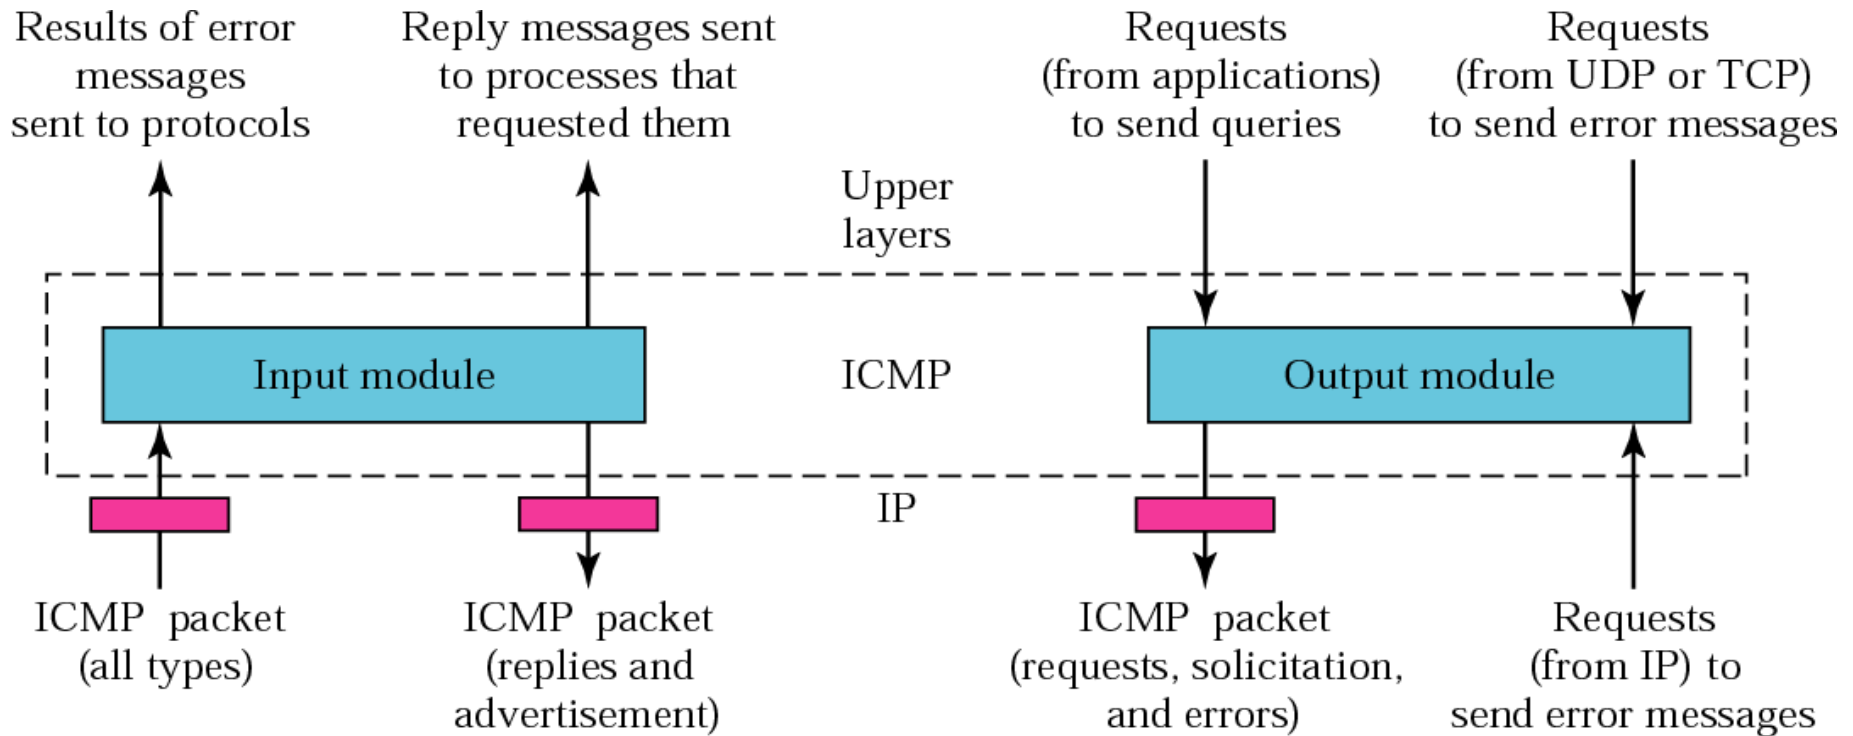 Results of error
messages
sent to protocols
Reply messages sent
to processes that
requested them
Requests
(from applications)
to send queries
Requests
(from UDP or TCP)
to send error messages
Upper
layers
Input module
ICMP
Output module
IP
ICMP packet
(all types)
ICMP packet
(replies and
advertisement)
ICMP packet
(requests, solicitation,
and errors)
Requests
(from IP) to
send error messages